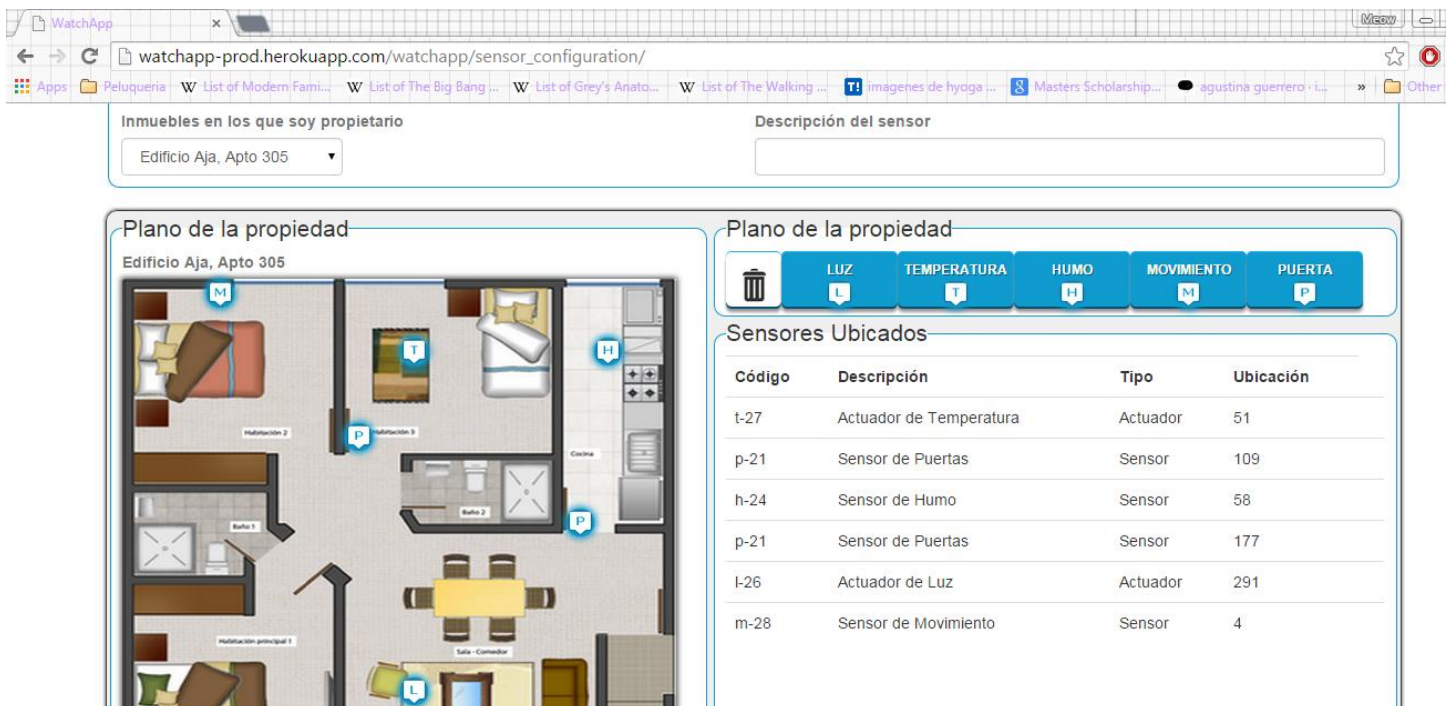 WatchApp
Meow
watchapp-prod.herokuapp.com/watchapp/sensor_configuration/
Apps Peluqueria List of Modern Fami... List of The Big Bang ... List of Grey's Anato... List of The Walking ... imagenes de hyoga ... Masters Scholarship... agustina guerrero · i... » Other
Inmuebles en los que soy propietario
Edificio Aja, Apto 305
Descripción del sensor
Plano de la propiedad
Edificio Aja, Apto 305
M
T
H
P
Habitación 2
Habitación 3
Cocina
Baño 2
Baño 1
P
Habitación principal 1
Sala - Comedor
L
Plano de la propiedad
LUZ TEMPERATURA HUMO MOVIMIENTO PUERTA
L T H M P
Sensores Ubicados
Código Descripción Tipo Ubicación
t-27 Actuador de Temperatura Actuador 51
p-21 Sensor de Puertas Sensor 109
h-24 Sensor de Humo Sensor 58
p-21 Sensor de Puertas Sensor 177
l-26 Actuador de Luz Actuador 291
m-28 Sensor de Movimiento Sensor 4